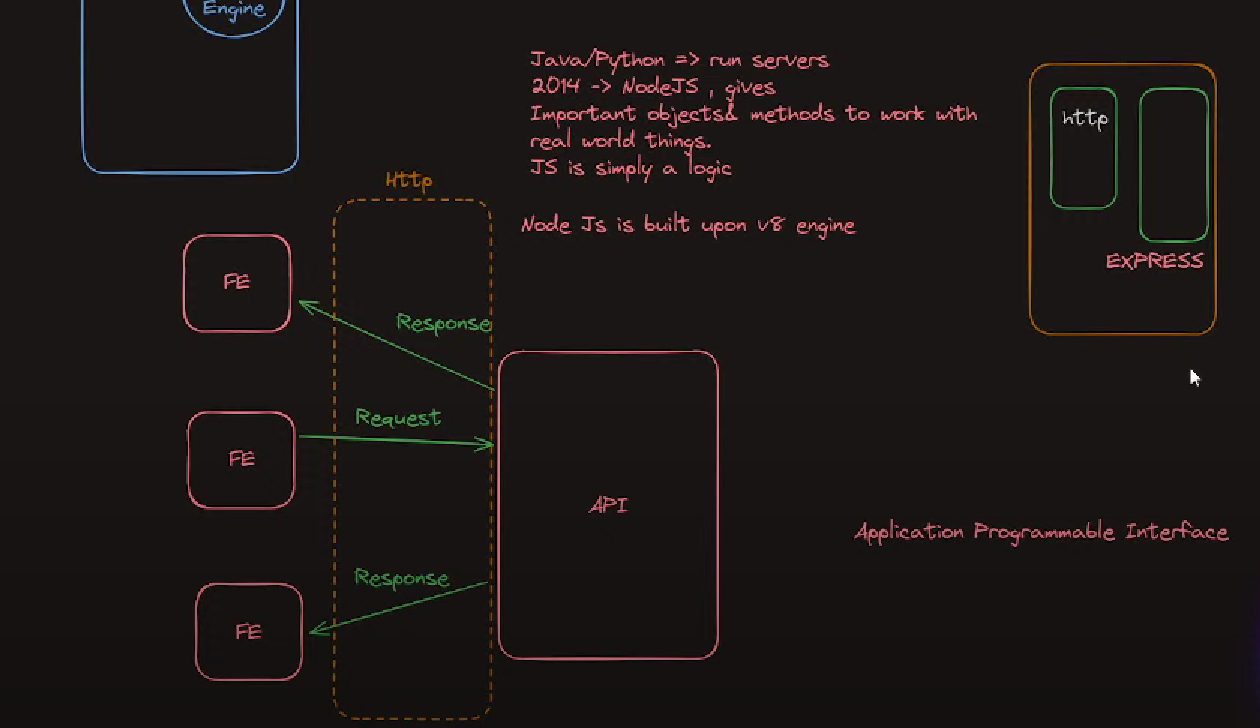 Engine
Java/Python => run servers
2014 -> NodeJS , gives
Important objects& methods to work with
real world things.
JS is simply a logic
http
Http
Node Js is built upon v8 engine
EXPRESS
FE
Response
Request
FE
API
Application Programmable Interface
Response
FE